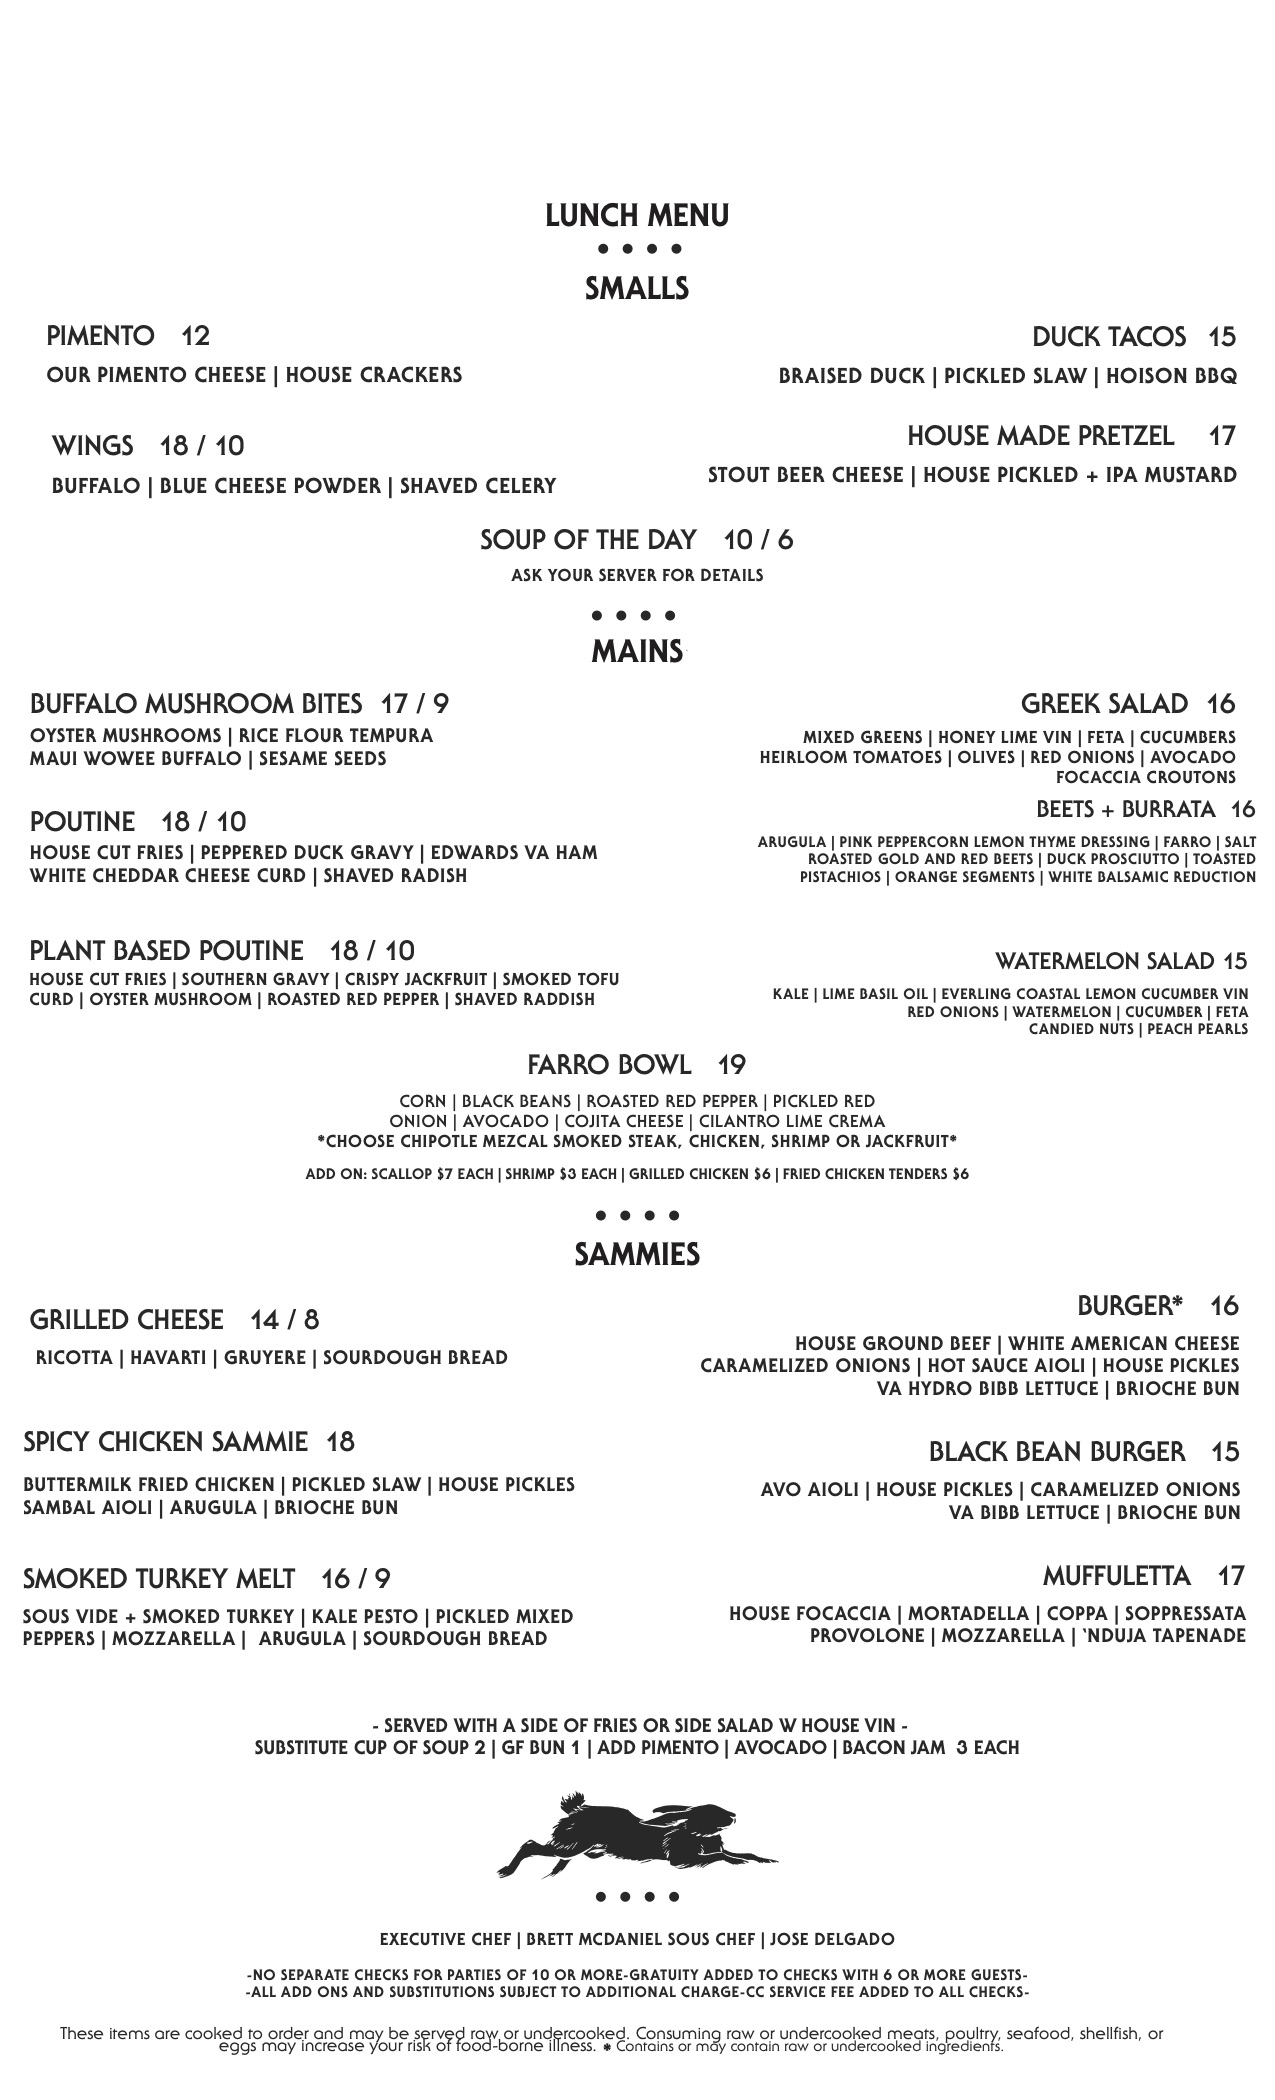 LUNCH MENU
SMALLS
PIMENTO 12
OUR PIMENTO CHEESE | HOUSE CRACKERS
DUCK TACOS 15
BRAISED DUCK | PICKLED SLAW | HOISON BBQ
WINGS 18 / 10
BUFFALO | BLUE CHEESE POWDER | SHAVED CELERY
HOUSE MADE PRETZEL 17
STOUT BEER CHEESE | HOUSE PICKLED + IPA MUSTARD
SOUP OF THE DAY 10 / 6
ASK YOUR SERVER FOR DETAILS
MAINS
BUFFALO MUSHROOM BITES 17 / 9
OYSTER MUSHROOMS | RICE FLOUR TEMPURA
MAUI WOWEE BUFFALO | SESAME SEEDS
GREEK SALAD 16
MIXED GREENS | HONEY LIME VIN | FETA | CUCUMBERS
HEIRLOOM TOMATOES | OLIVES | RED ONIONS | AVOCADO
FOCACCIA CROUTONS
POUTINE 18 / 10
HOUSE CUT FRIES | PEPPERED DUCK GRAVY | EDWARDS VA HAM
WHITE CHEDDAR CHEESE CURD | SHAVED RADISH
BEETS + BURRATA 16
ARUGULA | PINK PEPPERCORN LEMON THYME DRESSING | FARRO | SALT
ROASTED GOLD AND RED BEETS | DUCK PROSCIUTTO | TOASTED
PISTACHIOS | ORANGE SEGMENTS | WHITE BALSAMIC REDUCTION
PLANT BASED POUTINE 18 / 10
HOUSE CUT FRIES | SOUTHERN GRAVY | CRISPY JACKFRUIT | SMOKED TOFU
CURD | OYSTER MUSHROOM | ROASTED RED PEPPER | SHAVED RADDISH
WATERMELON SALAD 15
KALE | LIME BASIL OIL | EVERLING COASTAL LEMON CUCUMBER VIN
RED ONIONS | WATERMELON | CUCUMBER | FETA
CANDIED NUTS | PEACH PEARLS
FARRO BOWL 19
CORN | BLACK BEANS | ROASTED RED PEPPER | PICKLED RED
ONION | AVOCADO | COJITA CHEESE | CILANTRO LIME CREMA
*CHOOSE CHIPOTLE MEZCAL SMOKED STEAK, CHICKEN, SHRIMP OR JACKFRUIT*
ADD ON: SCALLOP $7 EACH | SHRIMP $3 EACH | GRILLED CHICKEN $6 | FRIED CHICKEN TENDERS $6
SAMMIES
GRILLED CHEESE 14 / 8
RICOTTA | HAVARTI | GRUYERE | SOURDOUGH BREAD
BURGER* 16
HOUSE GROUND BEEF | WHITE AMERICAN CHEESE
CARAMELIZED ONIONS | HOT SAUCE AIOLI | HOUSE PICKLES
VA HYDRO BIBB LETTUCE | BRIOCHE BUN
SPICY CHICKEN SAMMIE 18
BUTTERMILK FRIED CHICKEN | PICKLED SLAW | HOUSE PICKLES
SAMBAL AIOLI | ARUGULA | BRIOCHE BUN
BLACK BEAN BURGER 15
AVO AIOLI | HOUSE PICKLES | CARAMELIZED ONIONS
VA BIBB LETTUCE | BRIOCHE BUN
SMOKED TURKEY MELT 16 / 9
SOUS VIDE + SMOKED TURKEY | KALE PESTO | PICKLED MIXED
PEPPERS | MOZZARELLA | ARUGULA | SOURDOUGH BREAD
MUFFULETTA 17
HOUSE FOCACCIA | MORTADELLA | COPPA | SOPPRESSATA
PROVOLONE | MOZZARELLA | ‘NDUJA TAPENADE
- SERVED WITH A SIDE OF FRIES OR SIDE SALAD W HOUSE VIN -
SUBSTITUTE CUP OF SOUP 2 | GF BUN 1 | ADD PIMENTO | AVOCADO | BACON JAM 3 EACH
EXECUTIVE CHEF | BRETT MCDANIEL SOUS CHEF | JOSE DELGADO
-NO SEPARATE CHECKS FOR PARTIES OF 10 OR MORE-GRATUITY ADDED TO CHECKS WITH 6 OR MORE GUESTS-
-ALL ADD ONS AND SUBSTITUTIONS SUBJECT TO ADDITIONAL CHARGE-CC SERVICE FEE ADDED TO ALL CHECKS-
These items are cooked to order and may be served raw or undercooked. Consuming raw or undercooked meats, poultry, seafood, shellfish, or
eggs may increase your risk of food-borne illness. * Contains or may contain raw or undercooked ingredients.